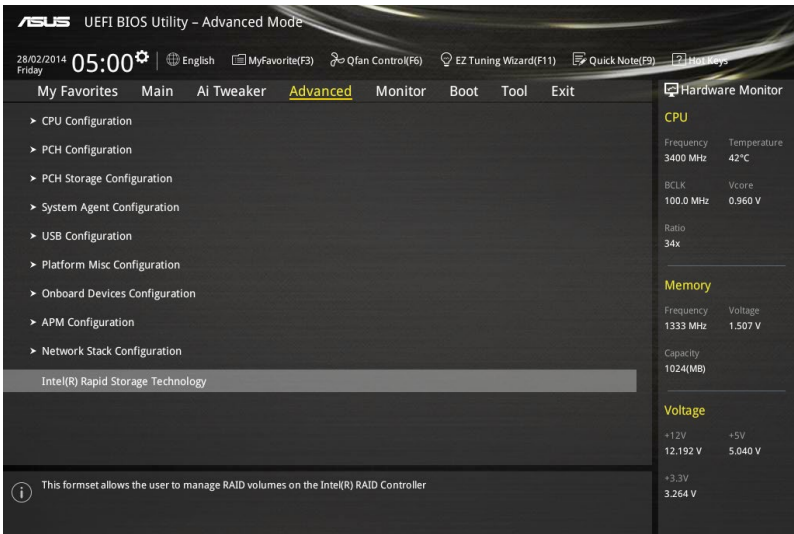 ASUS UEFI BIOS Utility – Advanced Mode
28/02/2014
Friday
05:00
English MyFavorite(F3) Qfan Control(F6) EZ Tuning Wizard(F11) Quick Note(F9) ? Hot Keys
My Favorites Main Ai Tweaker Advanced Monitor Boot Tool Exit
> CPU Configuration
> PCH Configuration
> PCH Storage Configuration
> System Agent Configuration
> USB Configuration
> Platform Misc Configuration
> Onboard Devices Configuration
> APM Configuration
> Network Stack Configuration
Intel(R) Rapid Storage Technology
i This formset allows the user to manage RAID volumes on the Intel(R) RAID Controller
Hardware Monitor
CPU
Frequency Temperature
3400 MHz 42°C
BCLK Vcore
100.0 MHz 0.960 V
Ratio
34x
Memory
Frequency Voltage
1333 MHz 1.507 V
Capacity
1024(MB)
Voltage
+12V +5V
12.192 V 5.040 V
+3.3V
3.264 V